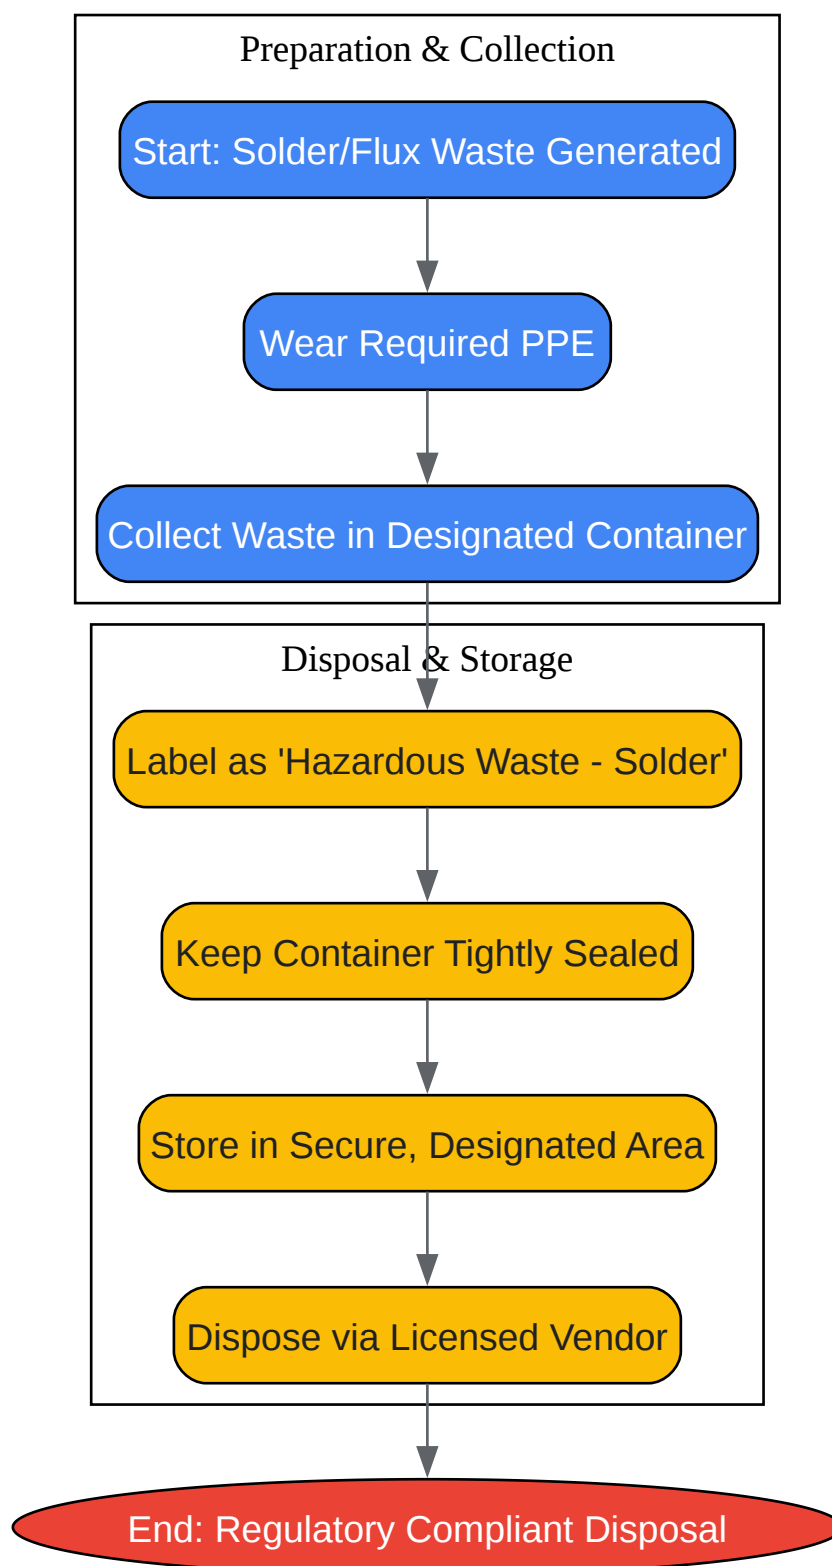 Preparation & Collection
Start: Solder/Flux Waste Generated
Wear Required PPE
Collect Waste in Designated Container
Disposal & Storage
Label as 'Hazardous Waste - Solder'
Keep Container Tightly Sealed
Store in Secure, Designated Area
Dispose via Licensed Vendor
End: Regulatory Compliant Disposal